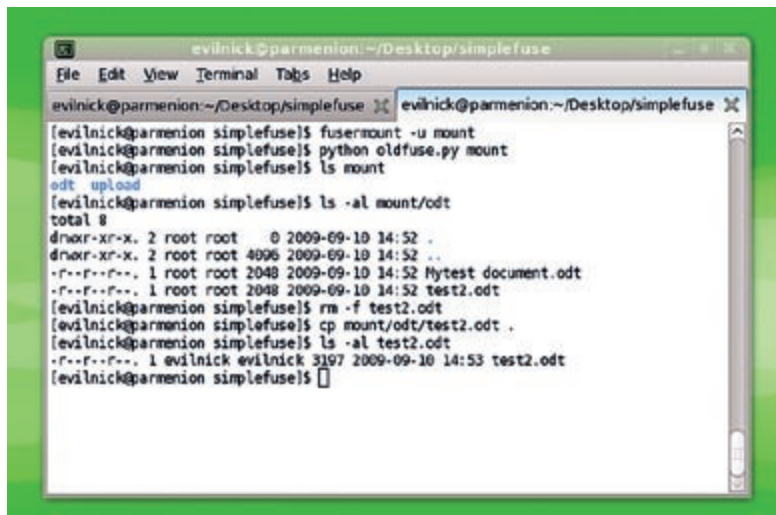 evilnick@parmenion:~/Desktop/simplefuse
File Edit View Terminal Tabs Help
evilnick@parmenion:~/Desktop/simplefuse evilnick@parmenion:~/Desktop/simplefuse
[evilnick@parmenion simplefuse]$ fusermount -u mount
[evilnick@parmenion simplefuse]$ python oldfuse.py mount
[evilnick@parmenion simplefuse]$ ls mount
odt upload
[evilnick@parmenion simplefuse]$ ls -al mount/odt
total 8
drwxr-xr-x. 2 root root 0 2009-09-10 14:52 .
drwxr-xr-x. 2 root root 4096 2009-09-10 14:52 ..
-r--r--r--. 1 root root 2048 2009-09-10 14:52 Mytest document.odt
-r--r--r--. 1 root root 2048 2009-09-10 14:52 test2.odt
[evilnick@parmenion simplefuse]$ rm -f test2.odt
[evilnick@parmenion simplefuse]$ cp mount/odt/test2.odt .
[evilnick@parmenion simplefuse]$ ls -al test2.odt
-r--r--r--. 1 evilnick evilnick 3197 2009-09-10 14:53 test2.odt
[evilnick@parmenion simplefuse]$